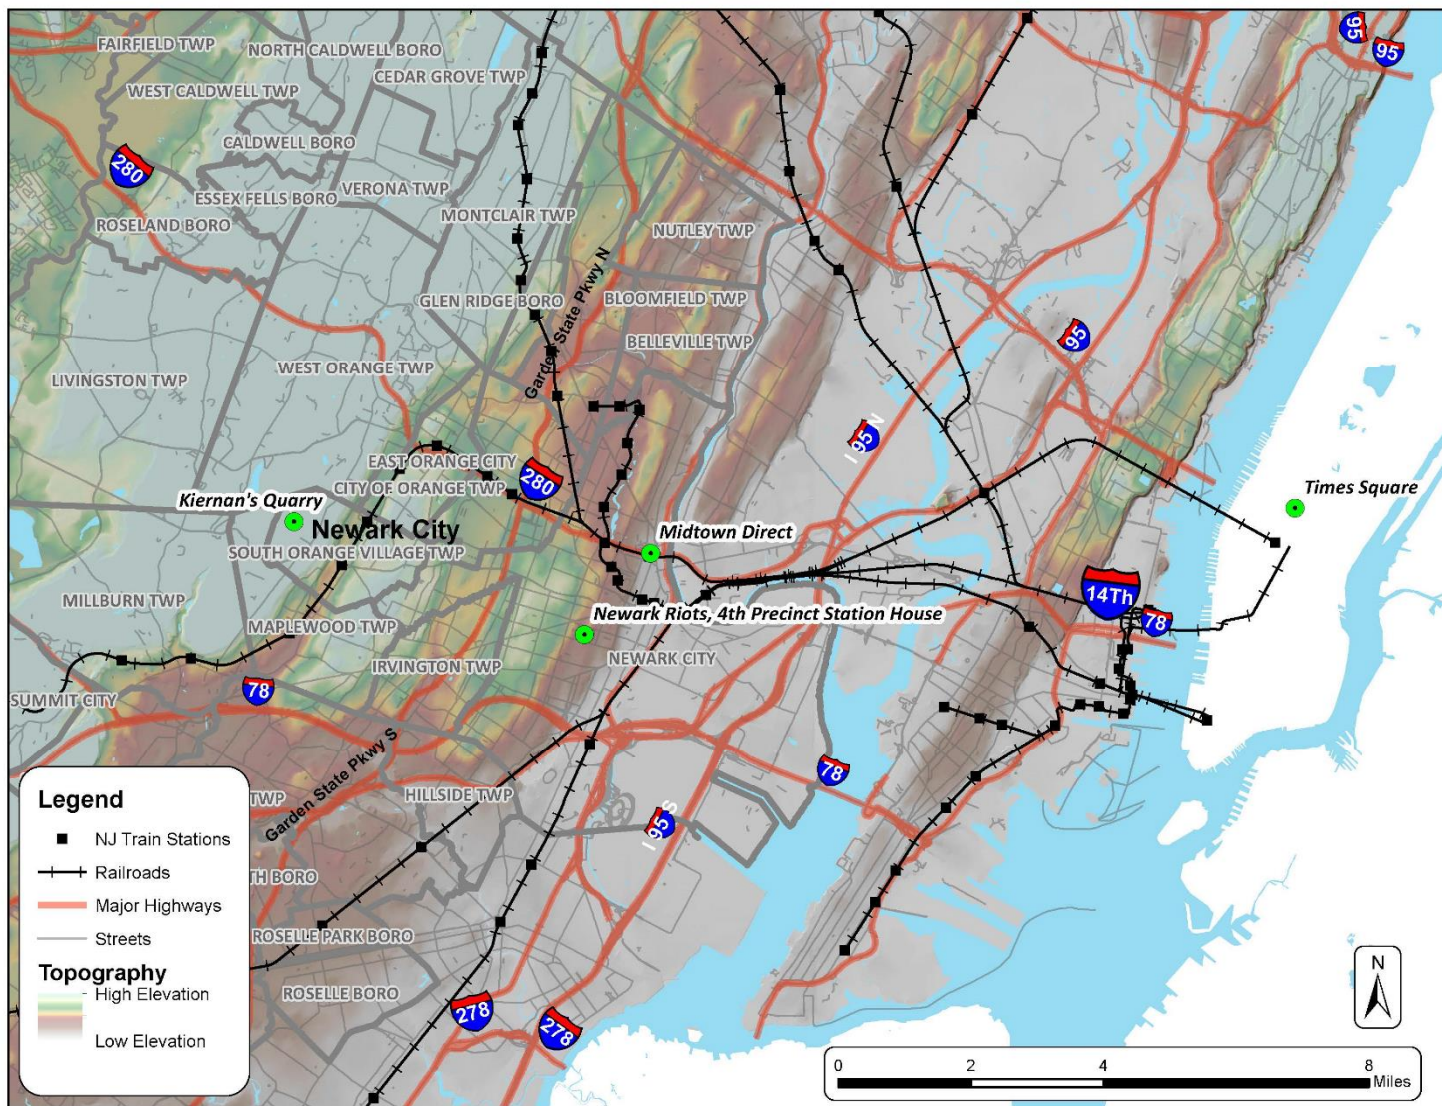 FAIRFIELD TWP
NORTH CALDWELL BORO
CEDAR GROVE TWP
95
95
WEST CALDWELL TWP
CALDWELL BORO
280
ESSEX FELLS BORO
VERONA TWP
ROSELAND BORO
MONTCLAIR TWP
NUTLEY TWP
GLEN RIDGE BORO
Garden State Pkwy N
BLOOMFIELD TWP
BELLEVILLE TWP
95
WEST ORANGE TWP
LIVINGSTON TWP
I 95 N
EAST ORANGE CITY
280
CITY OF ORANGE TWP
Kiernan's Quarry
Times Square
Newark City
Midtown Direct
SOUTH ORANGE VILLAGE TWP
MILLBURN TWP
14Th
Newark Riots, 4th Precinct Station House
78
MAPLEWOOD TWP
IRVINGTON TWP
NEWARK CITY
SUMMIT CITY
78
Garden State Pkwy S
78
HILLSIDE TWP
TWP
I 95 S
TH BORO
ROSELLE PARK BORO
ROSELLE BORO
278
278
Legend
NJ Train Stations
Railroads
Major Highways
Streets
Topography
High Elevation
Low Elevation
N
0 2 4 8
Miles